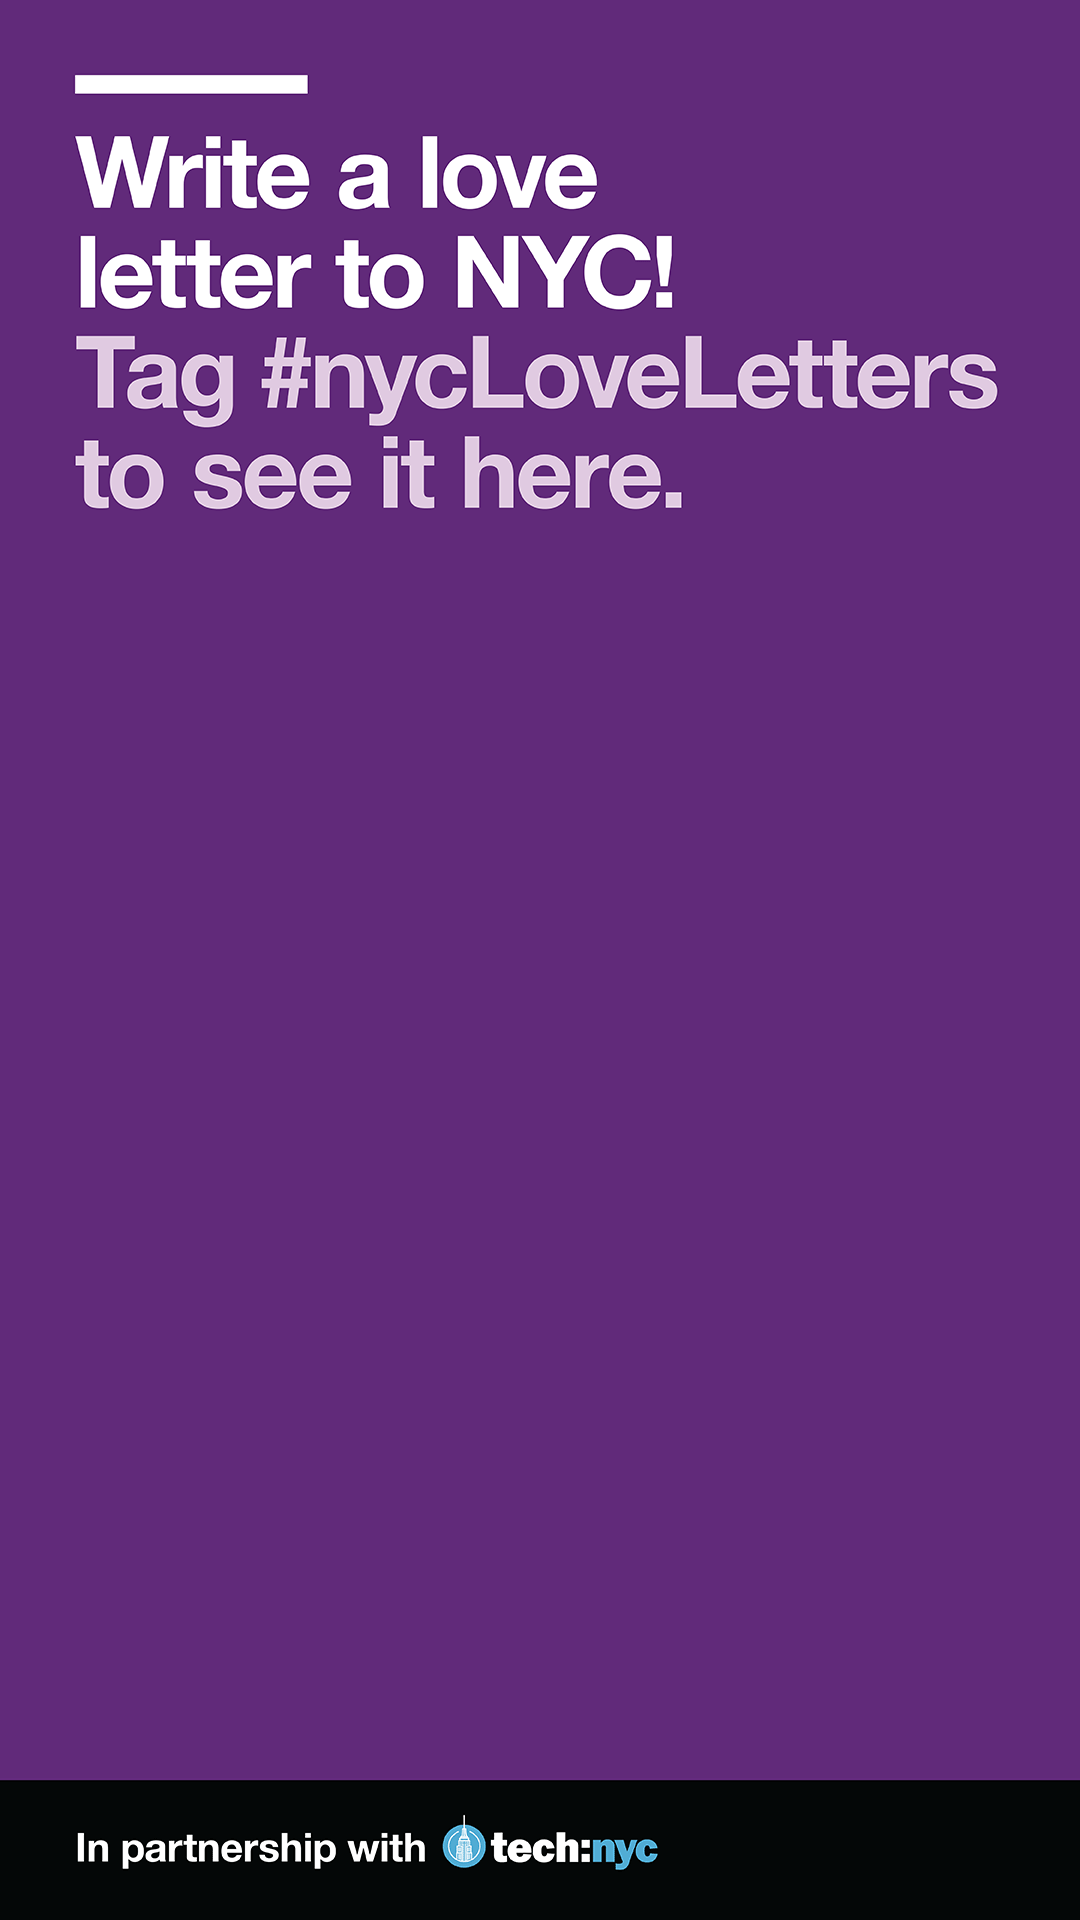 Write a love
letter to NYC!
Tag #nycLoveLetters
to see it here.
In partnership with tech:nyc